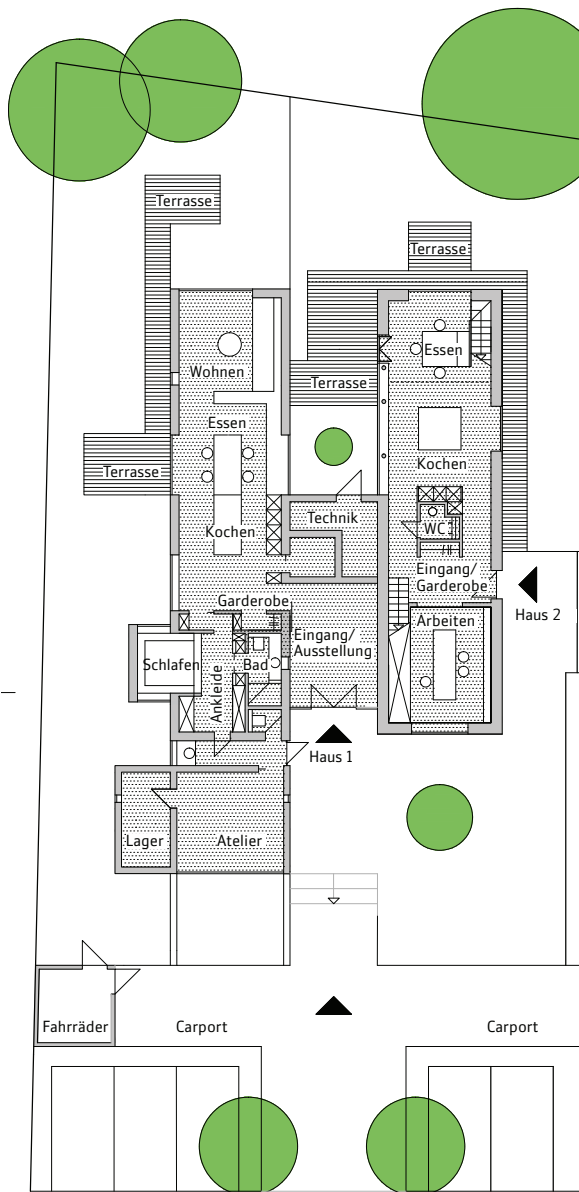 Terrasse
Terrasse
Wohnen
Essen
Terrasse
Essen
Terrasse
Kochen
Kochen
Technik
WC
Eingang/
Garderobe
Haus 2
Garderobe
Eingang/
Ausstellung
Arbeiten
Schlafen
Bad
Ankleide
Haus 1
Lager
Atelier
Fahrräder
Carport
Carport